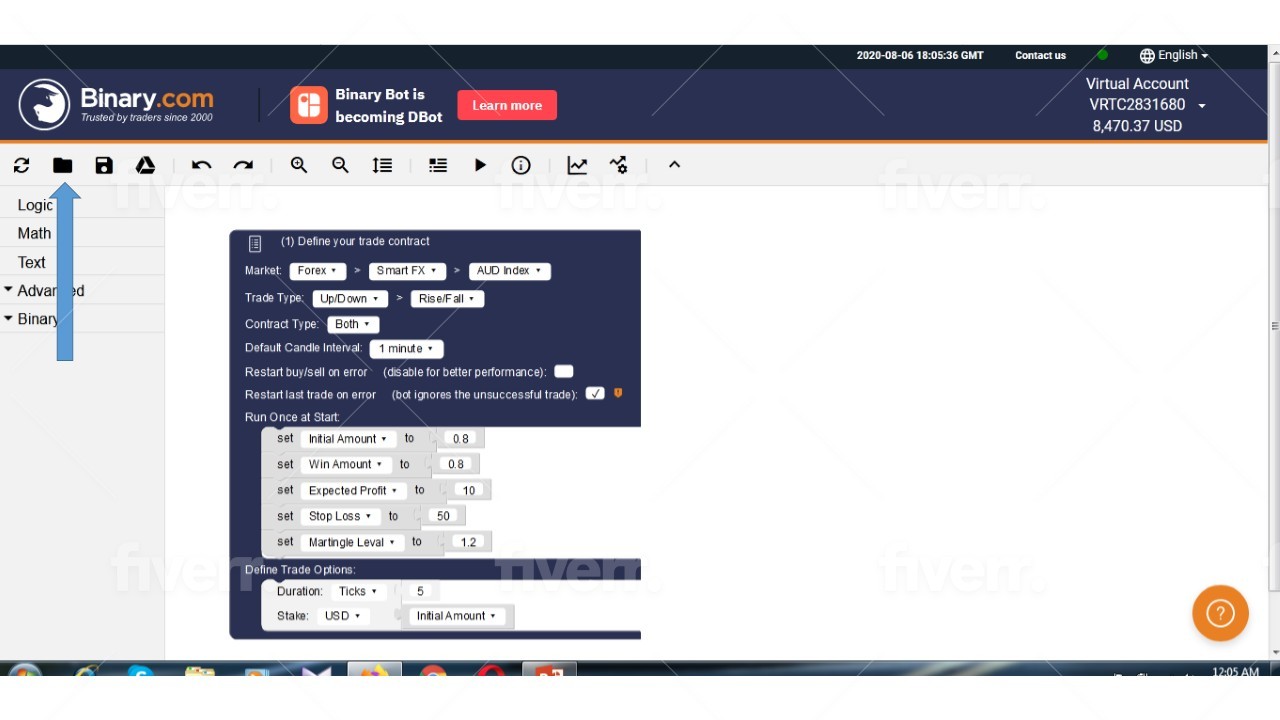 2020-08-06 18:05:36 GMT Contact us English
Binary.com
Trusted by traders since 2000
Binary Bot is
becoming DBot
Learn more
Virtual Account
VRTC2831680
8,470.37 USD
Logic
Math
Text
Advanced
Binary
(1) Define your trade contract
Market: Forex > Smart FX > AUD Index
Trade Type: Up/Down > Rise/Fall
Contract Type: Both
Default Candle Interval: 1 minute
Restart buy/sell on error (disable for better performance):
Restart last trade on error (bot ignores the unsuccessful trade): ✓
Run Once at Start:
set Initial Amount to 0.8
set Win Amount to 0.8
set Expected Profit to 10
set Stop Loss to 50
set Martingle Leval to 1.2
Define Trade Options:
Duration: Ticks 5
Stake: USD Initial Amount
12:05 AM
fiverr. fiverr. fiverr.
fiverr. fiverr. fiverr.